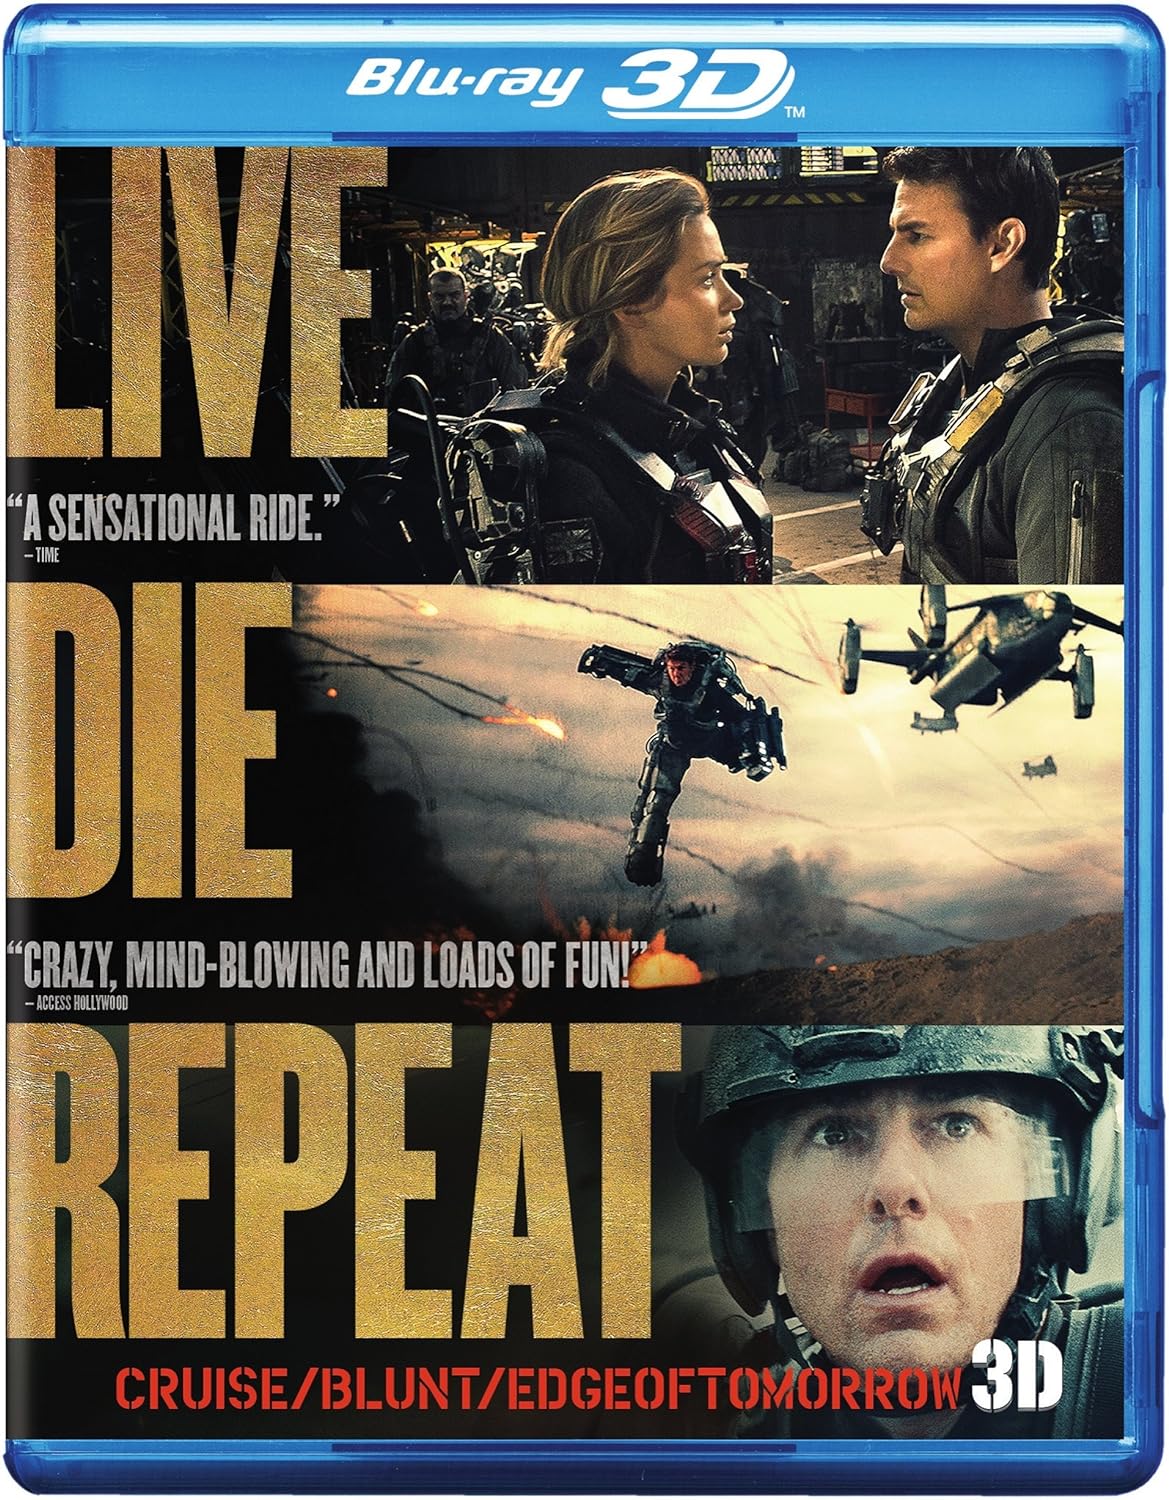 Blu-ray 3D™
LIVE
"A SENSATIONAL RIDE."
– TIME
DIE
"CRAZY, MIND-BLOWING AND LOADS OF FUN!"
– ACCESS HOLLYWOOD
REPEAT
CRUISE/BLUNT/EDGEOFTOMORROW 3D